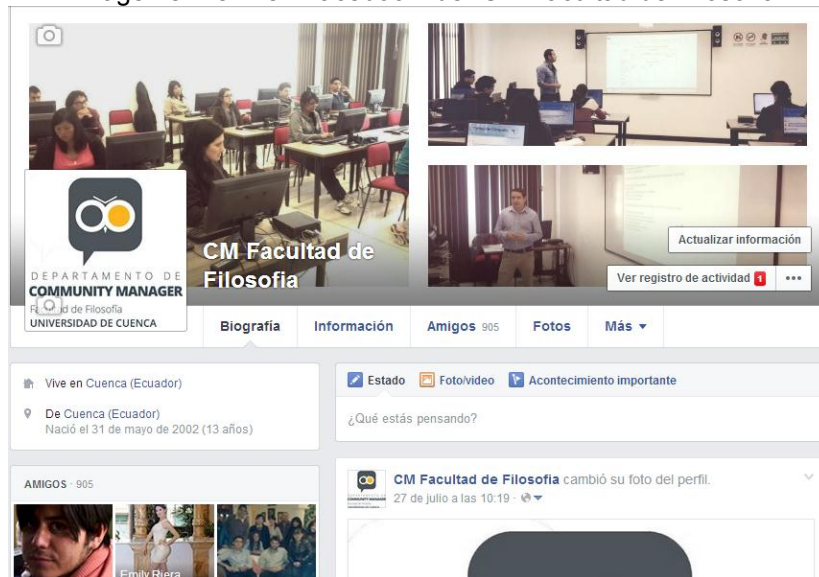 CM Facultad de
Filosofia
DEPARTAMENTO DE
COMMUNITY MANAGER
Facultad de Filosofía
UNIVERSIDAD DE CUENCA
Actualizar información
Ver registro de actividad 1
Biografía
Información
Amigos 905
Fotos
Más
Vive en Cuenca (Ecuador)
De Cuenca (Ecuador)
Nació el 31 de mayo de 2002 (13 años)
AMIGOS · 905
Emily Riera
Estado
Foto/video
Acontecimiento importante
¿Qué estás pensando?
CM Facultad de Filosofia cambió su foto del perfil.
27 de julio a las 10:19 ·